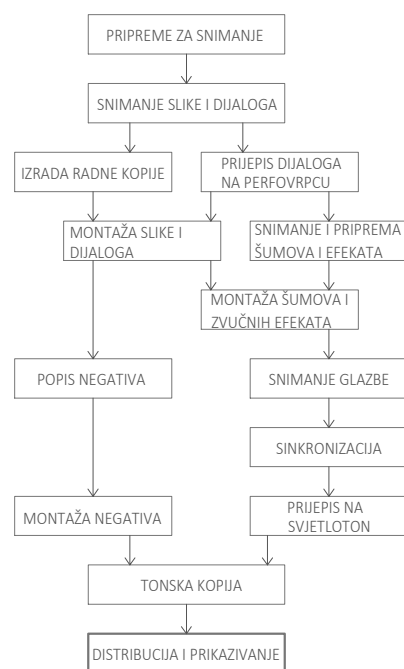 PRIPREME ZA SNIMANJE
SNIMANJE SLIKE I DIJALOGA
IZRADA RADNE KOPIJE
PRIJEPIS DIJALOGA
NA PERFOVRPCU
MONTAŽA SLIKE I
DIJALOGA
SNIMANJE I PRIPREMA
ŠUMOVA I EFEKATA
MONTAŽA ŠUMOVA I
ZVUČNIH EFEKATA
POPIS NEGATIVA
SNIMANJE GLAZBE
SINKRONIZACIJA
MONTAŽA NEGATIVA
PRIJEPIS NA
SVJETLOTON
TONSKA KOPIJA
DISTRIBUCIJA I PRIKAZIVANJE